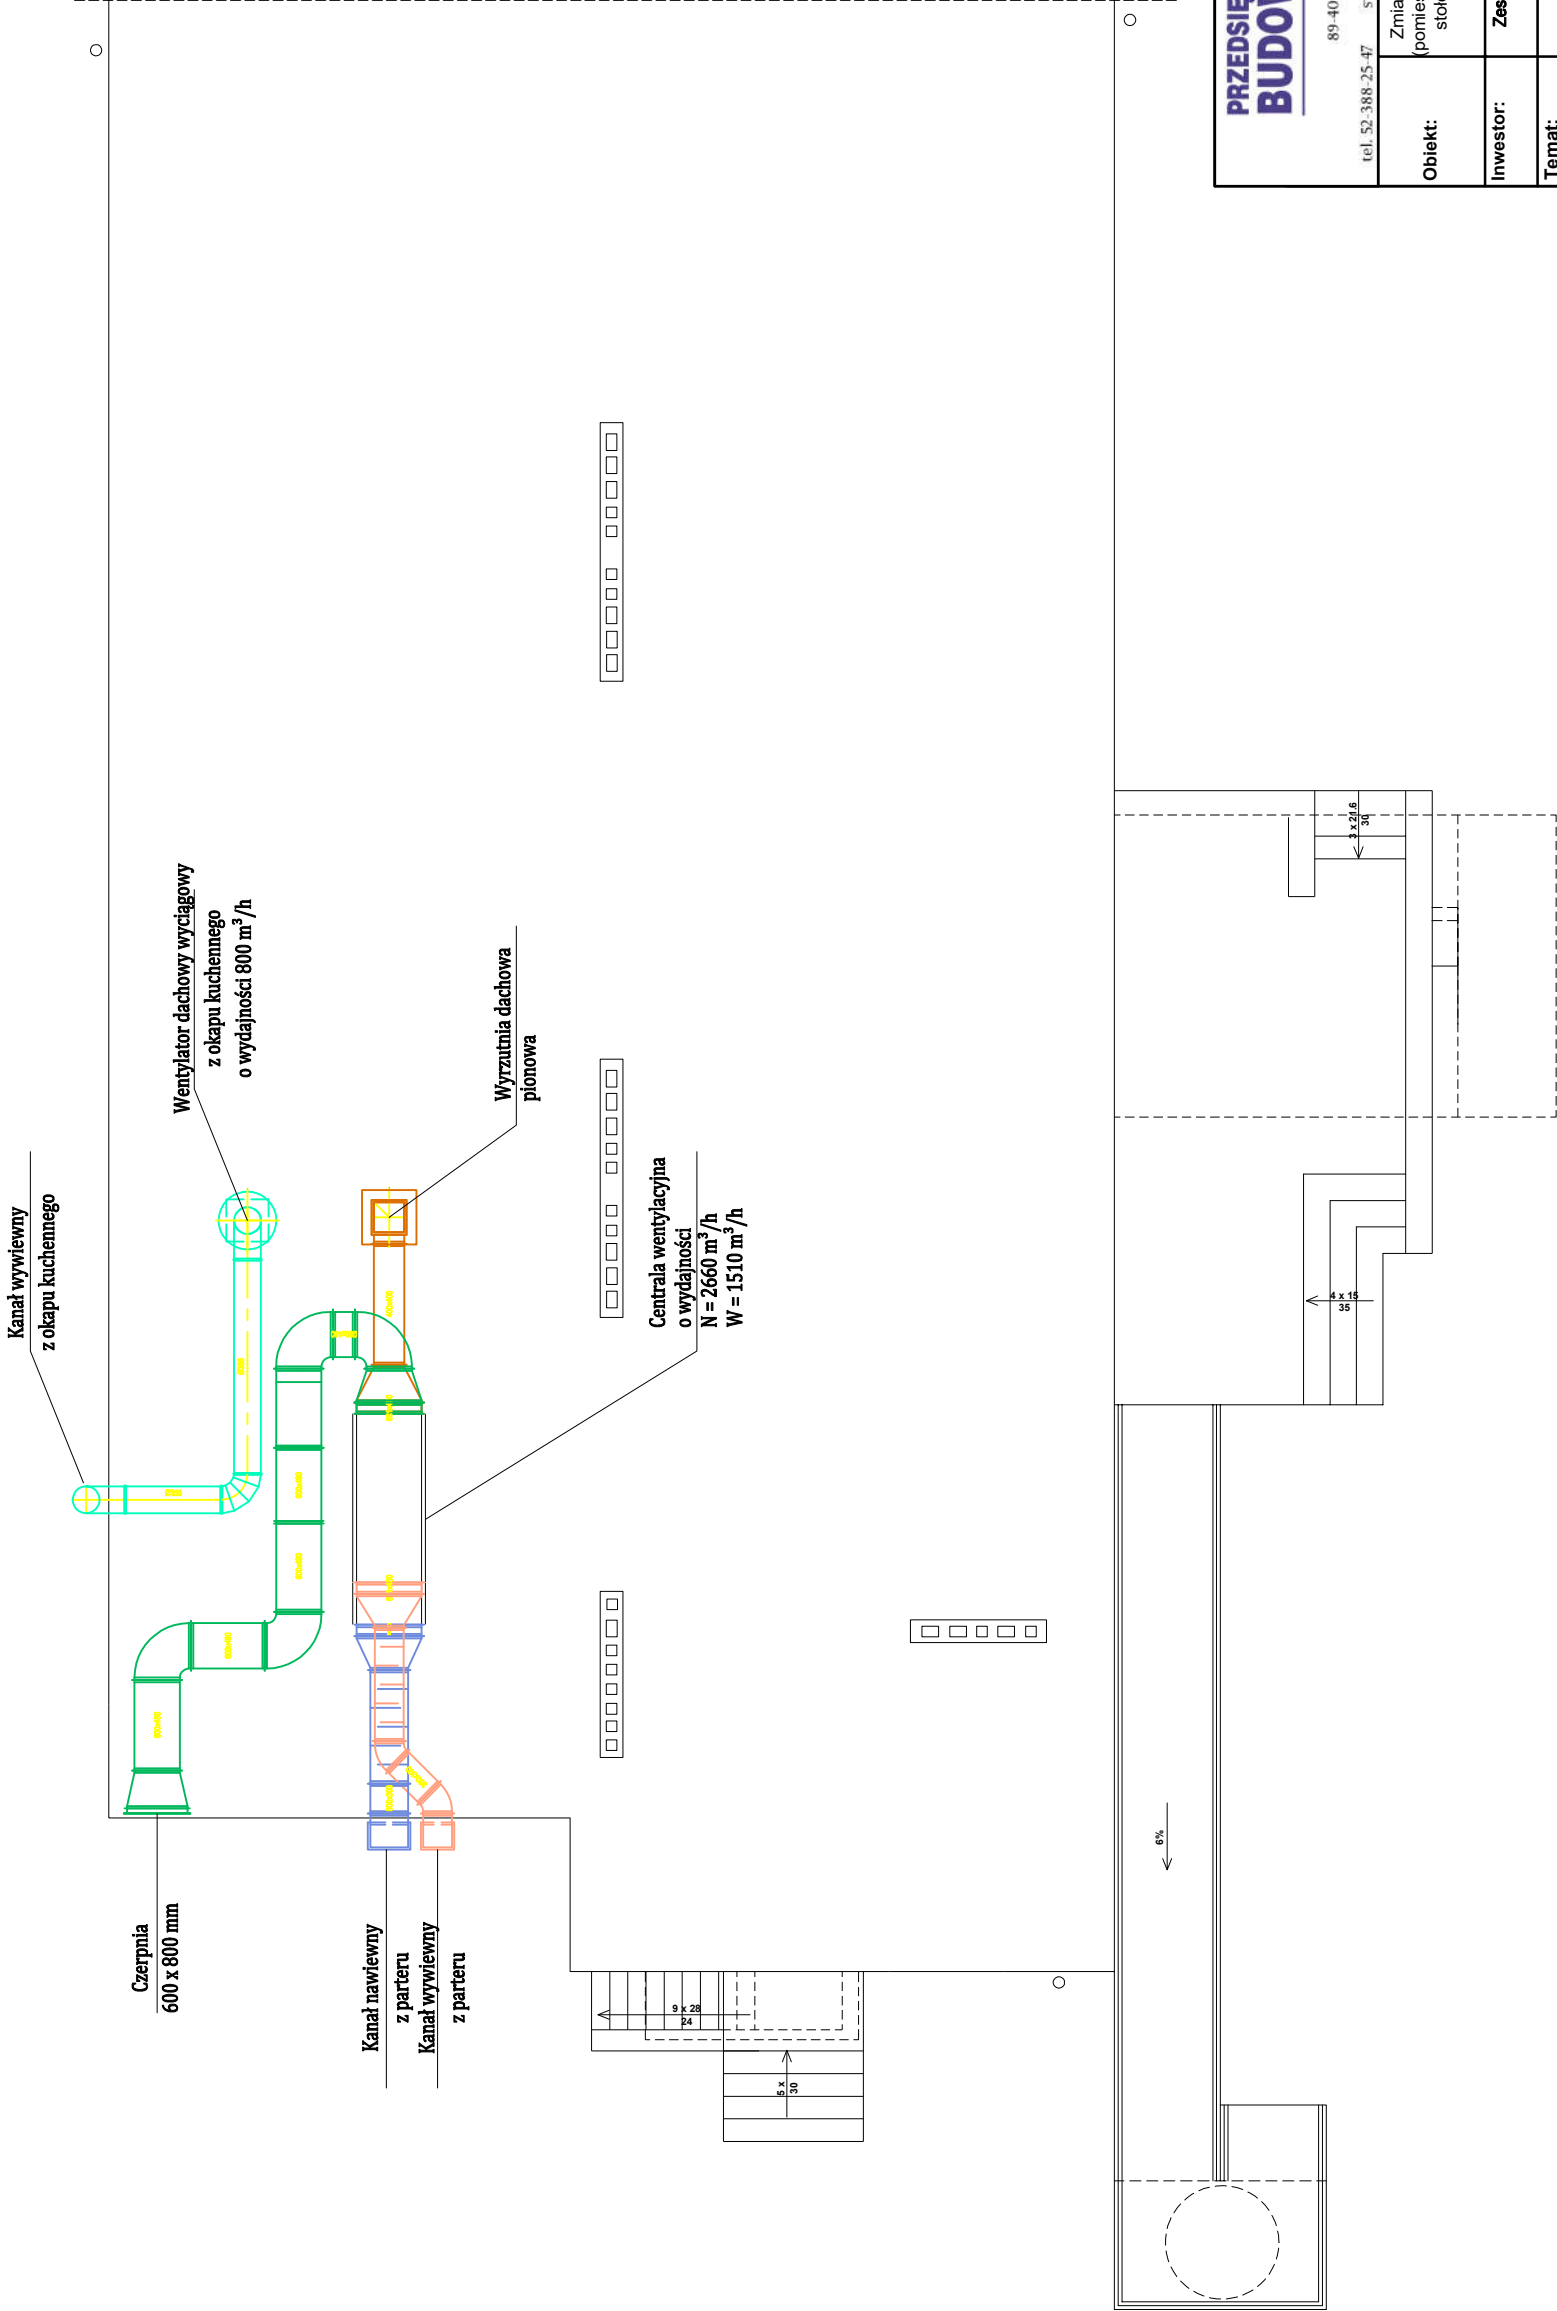 Kanał wywiewny
z okapu kuchennego
Wentylator dachowy wyciągowy
z okapu kuchennego
o wydajności 800 m³/h
Wyrzutnia dachowa
pionowa
Centrala wentylacyjna
o wydajności
N = 2660 m³/h
W = 1510 m³/h
Czerpnia
600 x 800 mm
Kanał nawiewny
z parteru
Kanał wywiewny
z parteru
9 x 28
24
5 x
30
6%
4 x 15
35
3 x 21.6
30
PRZEDSIĘ
BUDOW
89-40
tel. 52-388-25-47 s
Obiekt:
Zmia
(pomies
stoł
Inwestor:
Zes
Temat: